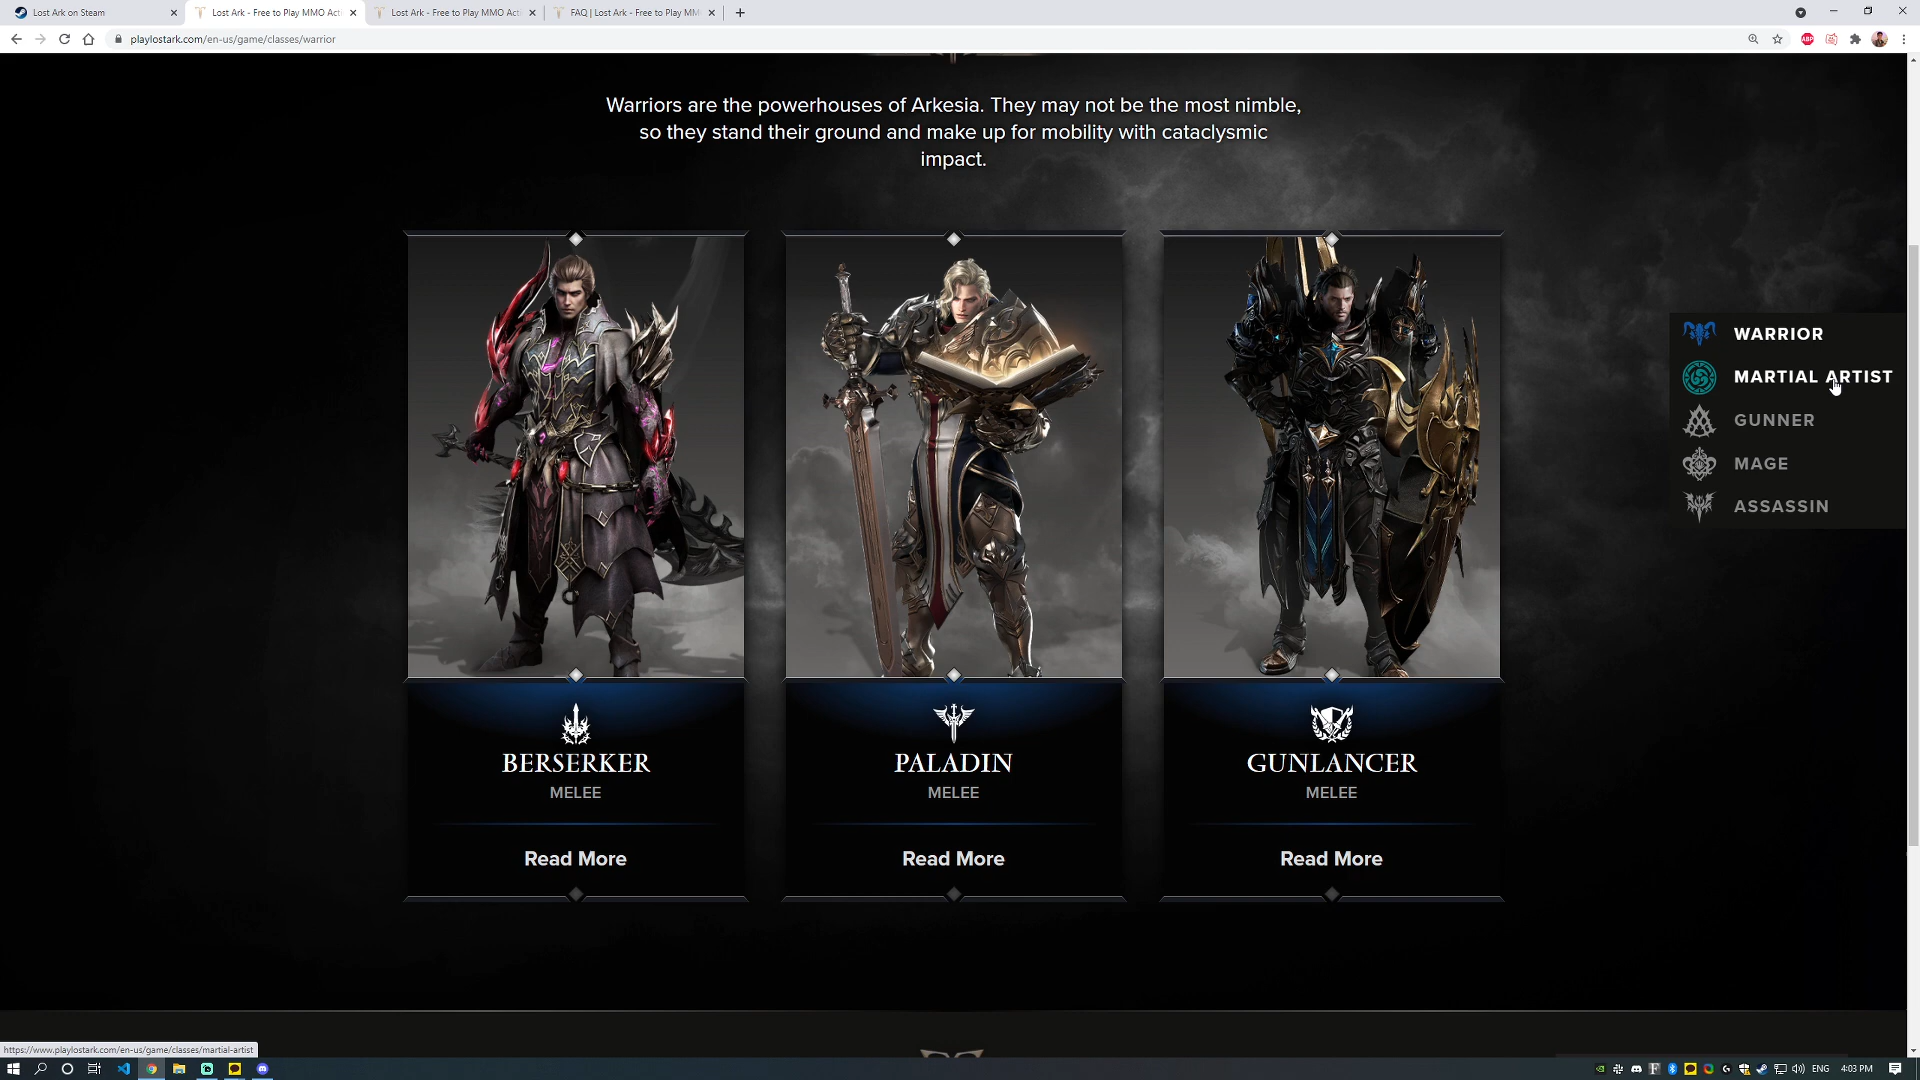 Lost Ark on Steam
Lost Ark - Free to Play MMO Acti
Lost Ark - Free to Play MMO Acti
FAQ | Lost Ark - Free to Play MM
playlostark.com/en-us/game/classes/warrior
ABP
Warriors are the powerhouses of Arkesia. They may not be the most nimble,
so they stand their ground and make up for mobility with cataclysmic
impact.
WARRIOR
MARTIAL ARTIST
GUNNER
MAGE
ASSASSIN
BERSERKER
MELEE
Read More
PALADIN
MELEE
Read More
GUNLANCER
MELEE
Read More
https://www.playlostark.com/en-us/game/classes/martial-artist
ENG
4:03 PM